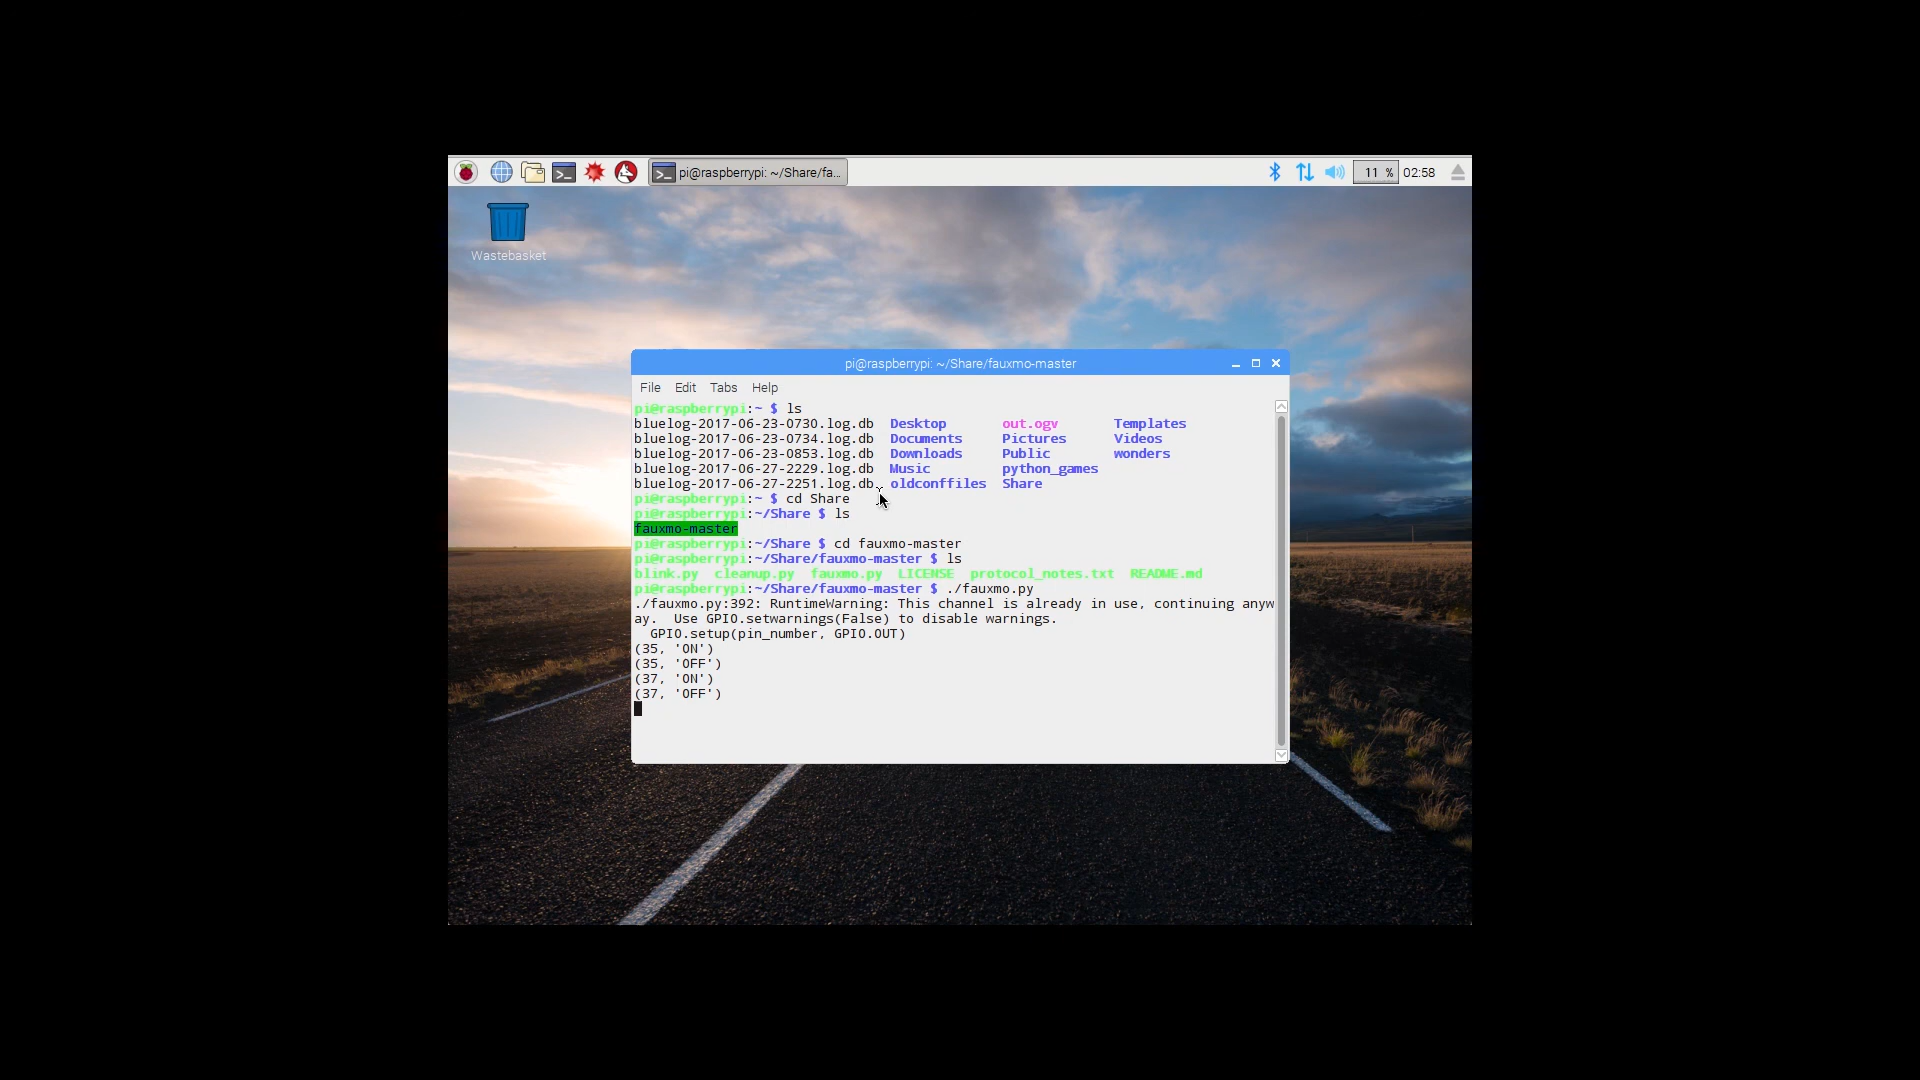 pi@raspberrypi: ~/Share/fa...
11 %
02:58
Wastebasket
pi@raspberrypi: ~/Share/fauxmo-master
File Edit Tabs Help
pi@raspberrypi:~ $ ls
bluelog-2017-06-23-0730.log.db Desktop out.ogv Templates
bluelog-2017-06-23-0734.log.db Documents Pictures Videos
bluelog-2017-06-23-0853.log.db Downloads Public wonders
bluelog-2017-06-27-2229.log.db Music python_games
bluelog-2017-06-27-2251.log.db oldconffiles Share
pi@raspberrypi:~ $ cd Share
pi@raspberrypi:~/Share $ ls
fauxmo-master
pi@raspberrypi:~/Share $ cd fauxmo-master
pi@raspberrypi:~/Share/fauxmo-master $ ls
blink.py cleanup.py fauxmo.py LICENSE protocol_notes.txt README.md
pi@raspberrypi:~/Share/fauxmo-master $ ./fauxmo.py
./fauxmo.py:392: RuntimeWarning: This channel is already in use, continuing anyw
ay.  Use GPIO.setwarnings(False) to disable warnings.
  GPIO.setup(pin_number, GPIO.OUT)
(35, 'ON')
(35, 'OFF')
(37, 'ON')
(37, 'OFF')